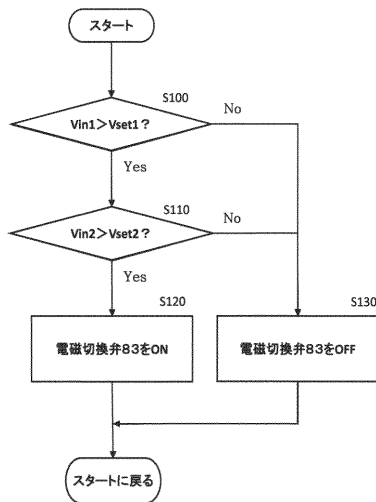 スタート
S100
Vin1＞Vset1？
No
Yes
S110
Vin2＞Vset2？
No
Yes
S120
S130
電磁切換弁83をON
電磁切換弁83をOFF
スタートに戻る